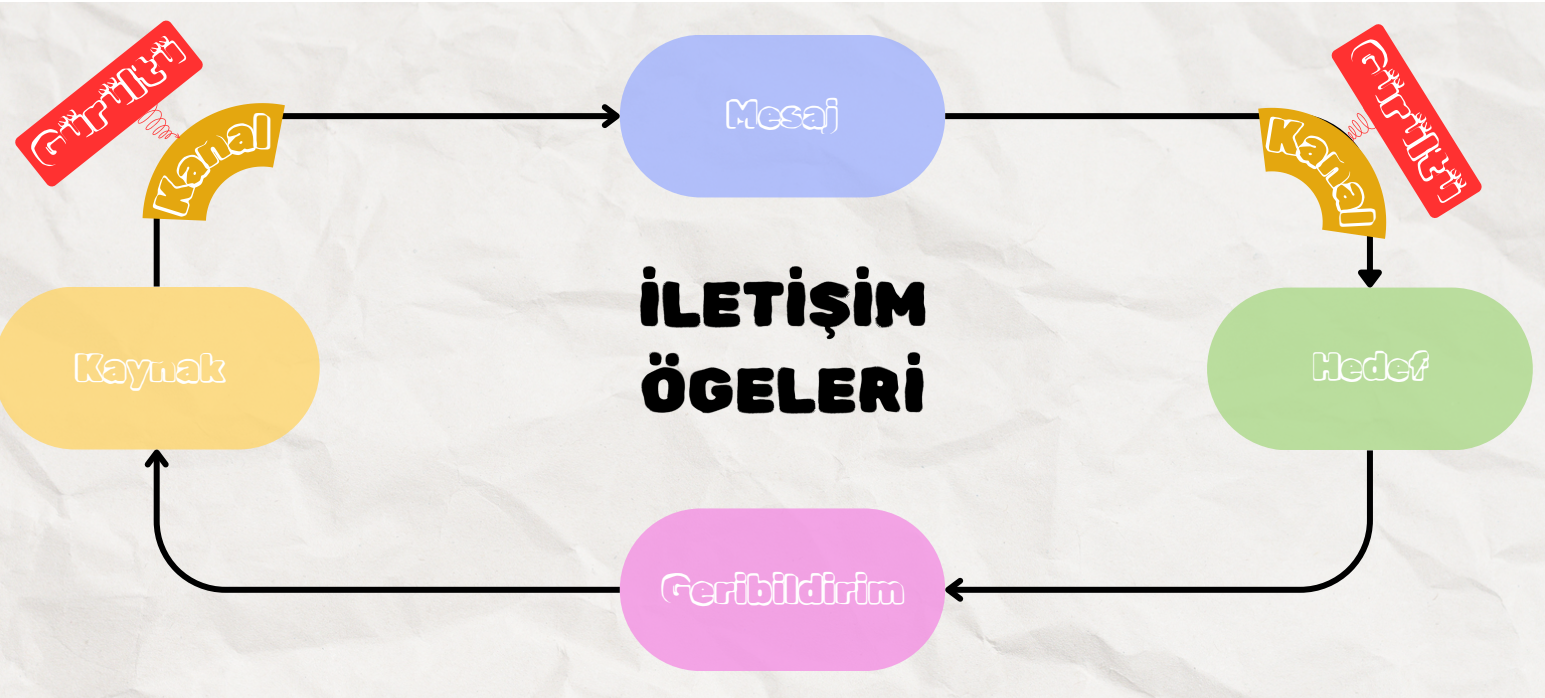 Gürültü
Kanal
Mesaj
Kanal
Gürültü
İLETİŞİM
ÖGELERİ
Kaynak
Hedef
Geribildirim